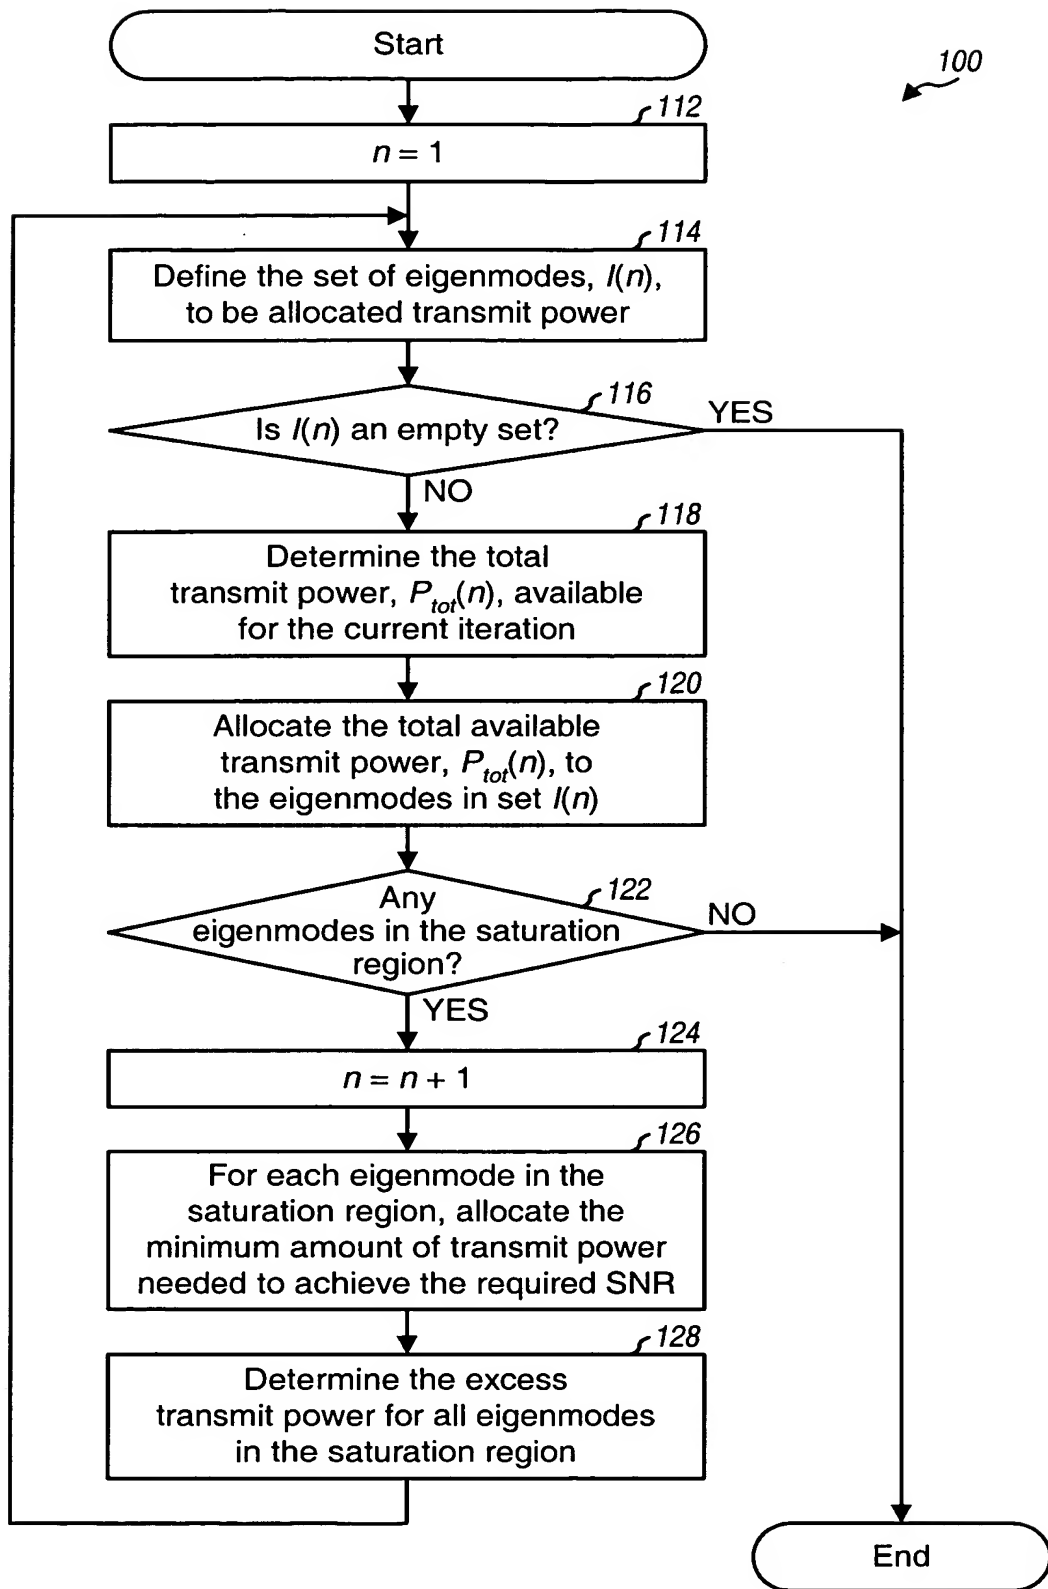 Start
100
112
n = 1
114
Define the set of eigenmodes, I(n),
to be allocated transmit power
116
Is I(n) an empty set?
YES
NO
118
Determine the total
transmit power, Ptot(n), available
for the current iteration
120
Allocate the total available
transmit power, Ptot(n), to
the eigenmodes in set I(n)
122
Any
eigenmodes in the saturation
region?
NO
YES
124
n = n + 1
126
For each eigenmode in the
saturation region, allocate the
minimum amount of transmit power
needed to achieve the required SNR
128
Determine the excess
transmit power for all eigenmodes
in the saturation region
End